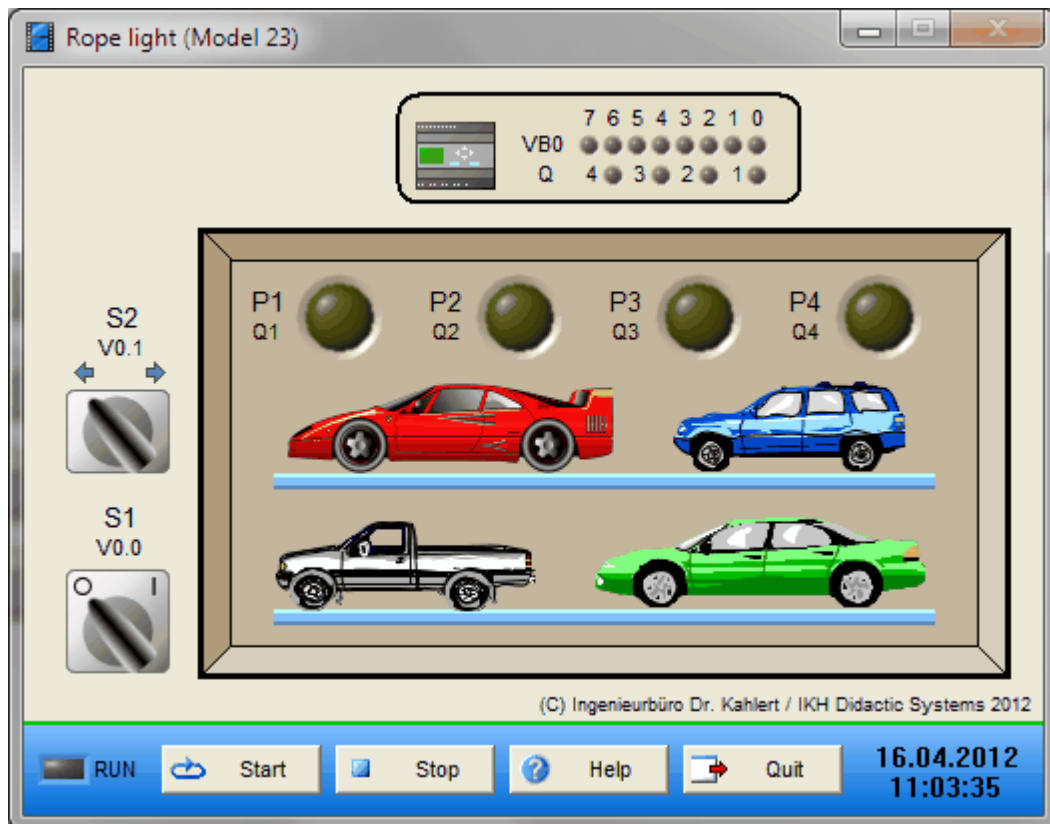 Rope light (Model 23)
7 6 5 4 3 2 1 0
VB0
Q 4 3 2 1
P1 P2 P3 P4
Q1 Q2 Q3 Q4
S2
V0.1
S1
V0.0
O I
(C) Ingenieurbüro Dr. Kahlert / IKH Didactic Systems 2012
RUN Start Stop Help Quit
16.04.2012
11:03:35